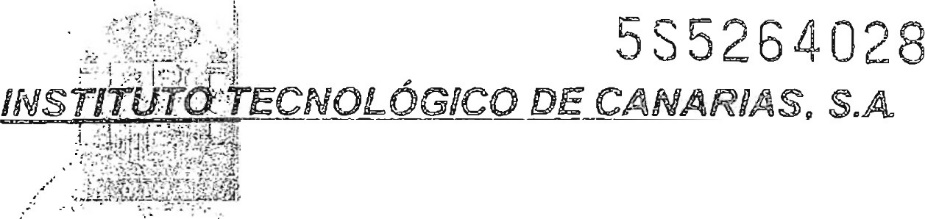 5S5264028
INSTITUTO TECNOLÓGICO DE CANARIAS, S.A.